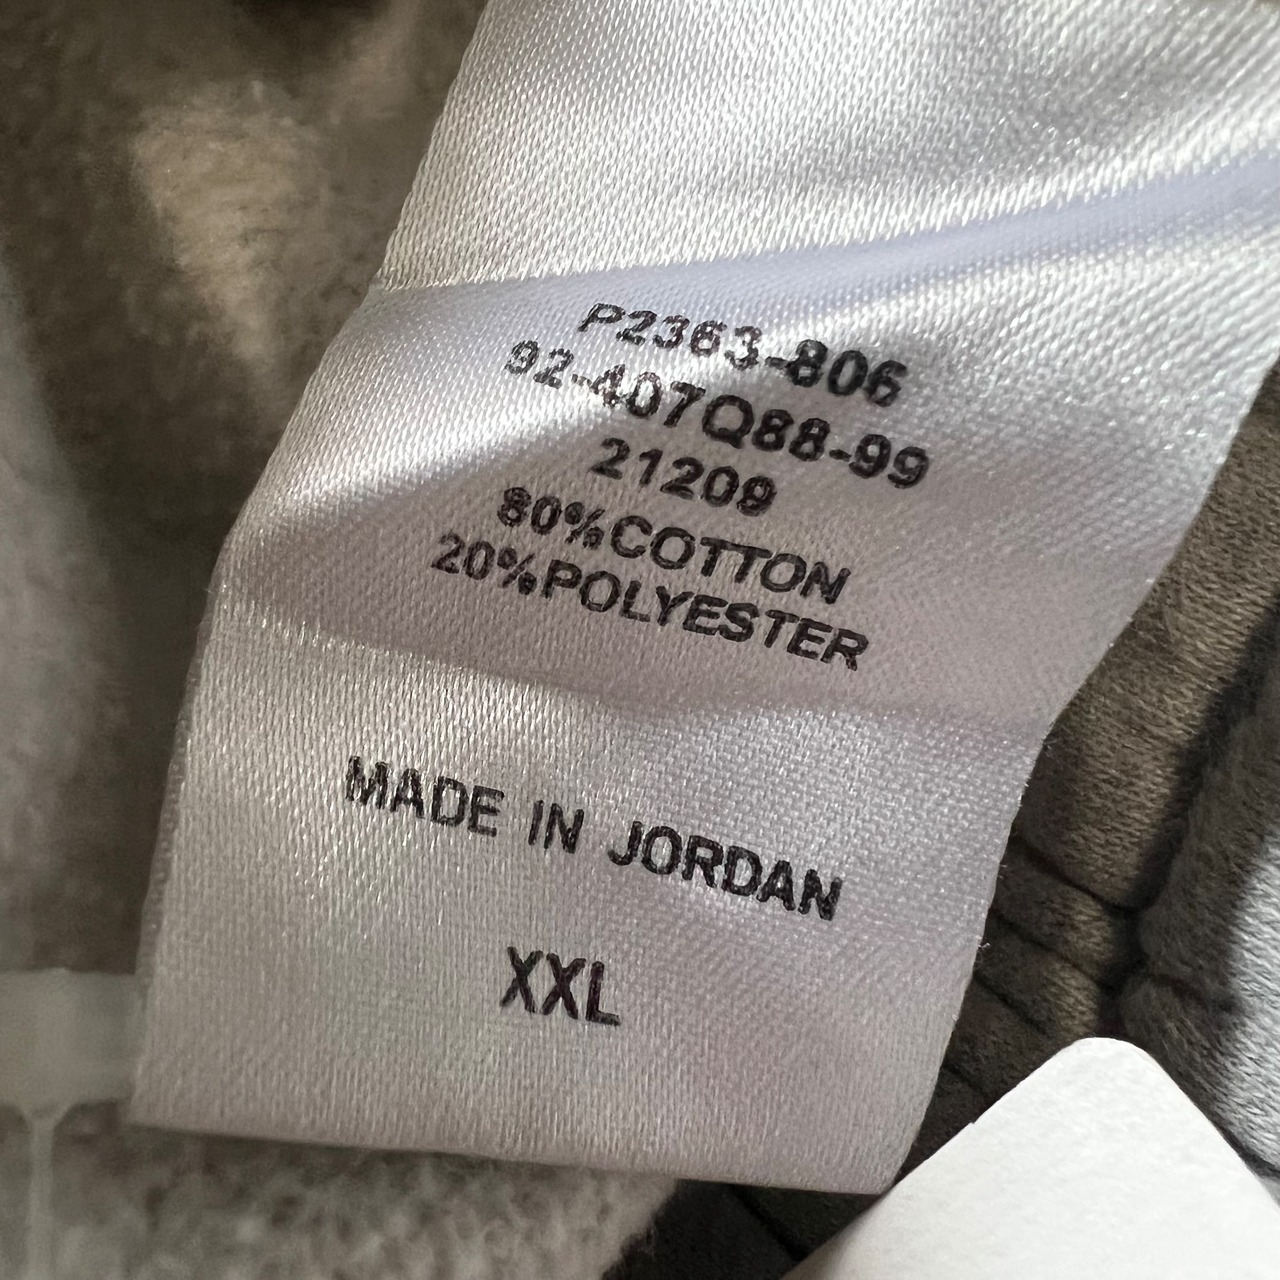 P2363-806
92-407Q88-99
21209
80%COTTON
20%POLYESTER
MADE IN JORDAN
XXL